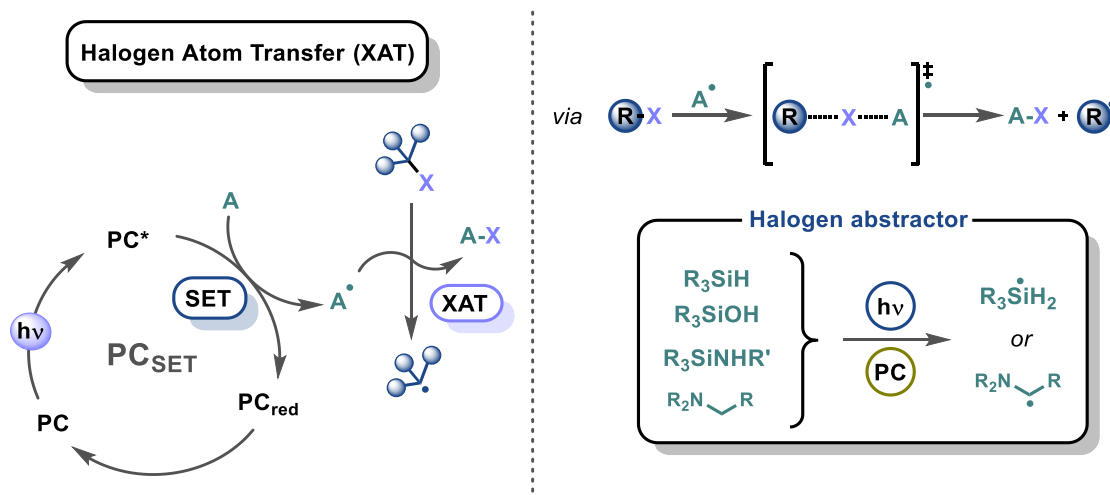 Halogen Atom Transfer (XAT)
X
A
PC*
A-X
SET
A•
XAT
hν
PCSET
PCred
PC
via
R-X
A•
R X A
‡
•
A-X + R
Halogen abstractor
R3SiH
R3SiOH
R3SiNHR'
R2N R
hν
PC
R3SiH2
or
R2N R